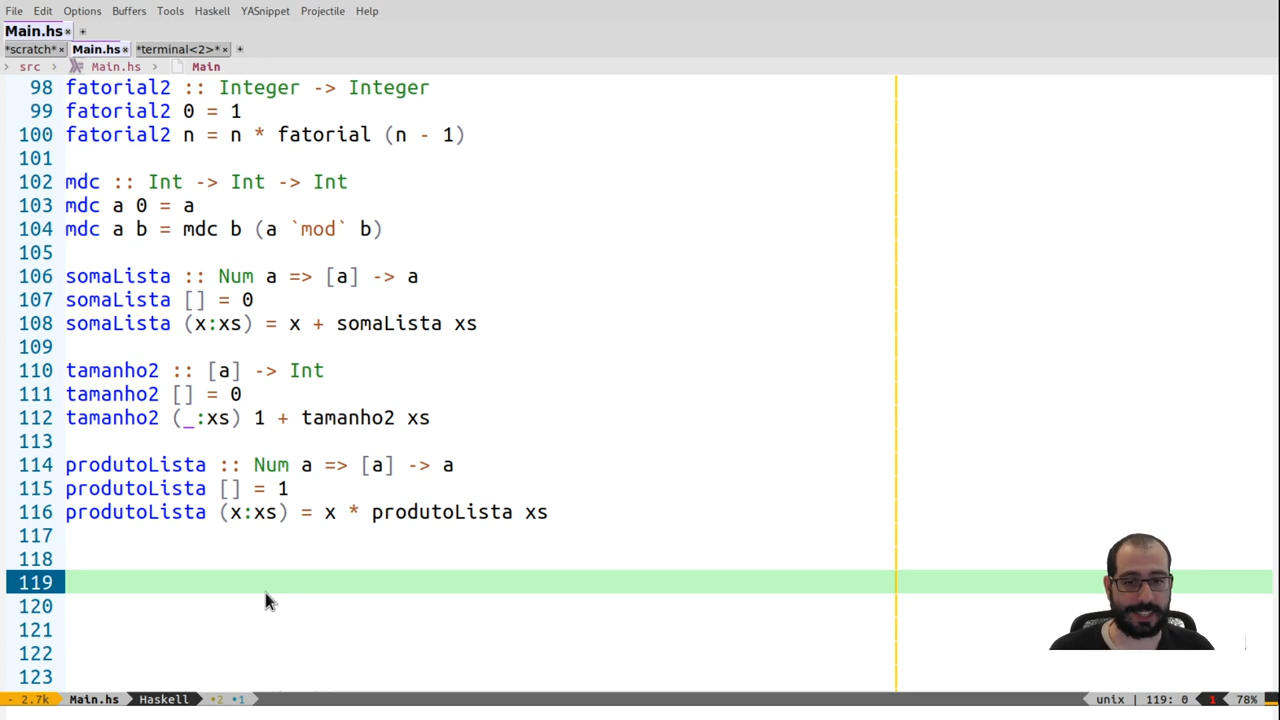 File Edit Options Buffers Tools Haskell YASnippet Projectile Help
Main.hs × +
*scratch* × Main.hs × *terminal<2>* × +
> src > Main.hs > Main
98 fatorial2 :: Integer -> Integer
99 fatorial2 0 = 1
100 fatorial2 n = n * fatorial (n - 1)
101
102 mdc :: Int -> Int -> Int
103 mdc a 0 = a
104 mdc a b = mdc b (a `mod` b)
105
106 somaLista :: Num a => [a] -> a
107 somaLista [] = 0
108 somaLista (x:xs) = x + somaLista xs
109
110 tamanho2 :: [a] -> Int
111 tamanho2 [] = 0
112 tamanho2 (_:xs) 1 + tamanho2 xs
113
114 produtoLista :: Num a => [a] -> a
115 produtoLista [] = 1
116 produtoLista (x:xs) = x * produtoLista xs
117
118
119
120
121
122
123
- 2.7k Main.hs Haskell •2 •1 unix | 119: 0 1 78%